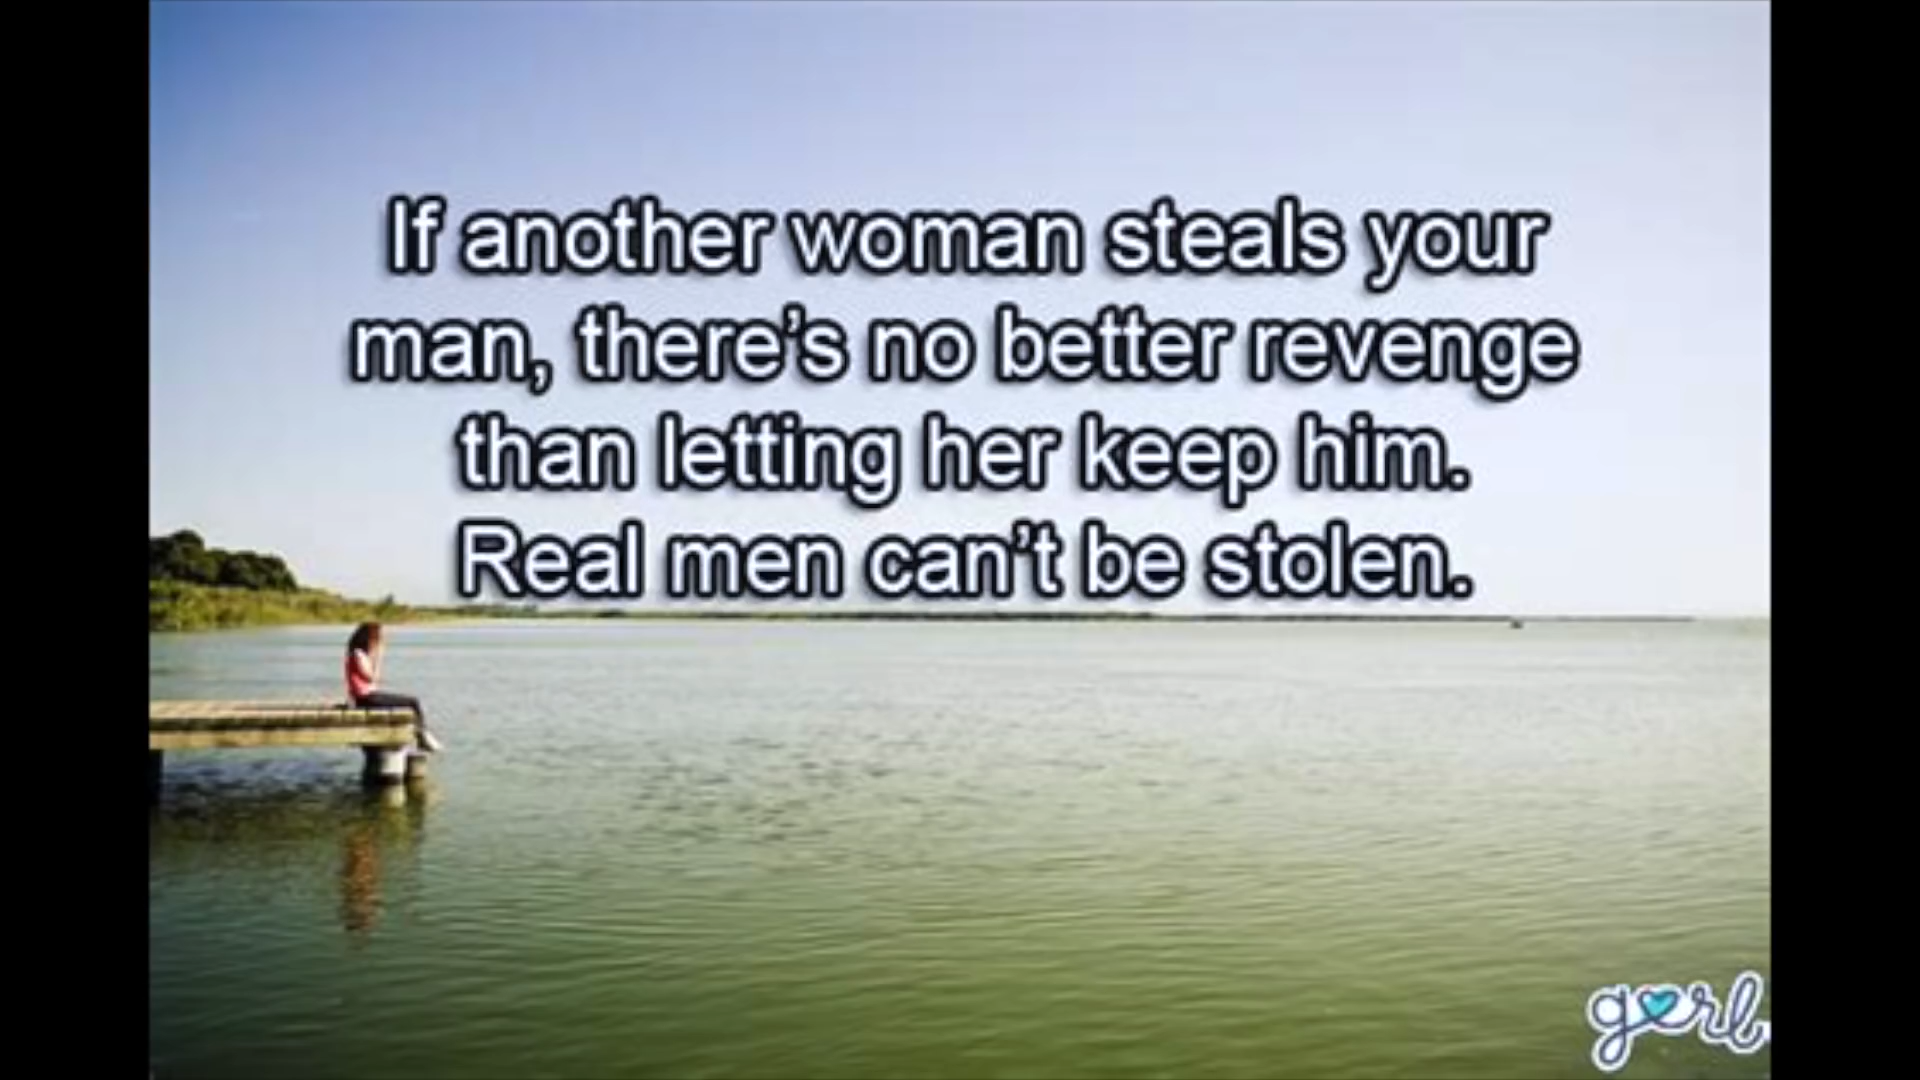 If another woman steals your
man, there’s no better revenge
than letting her keep him.
Real men can’t be stolen.
gurl